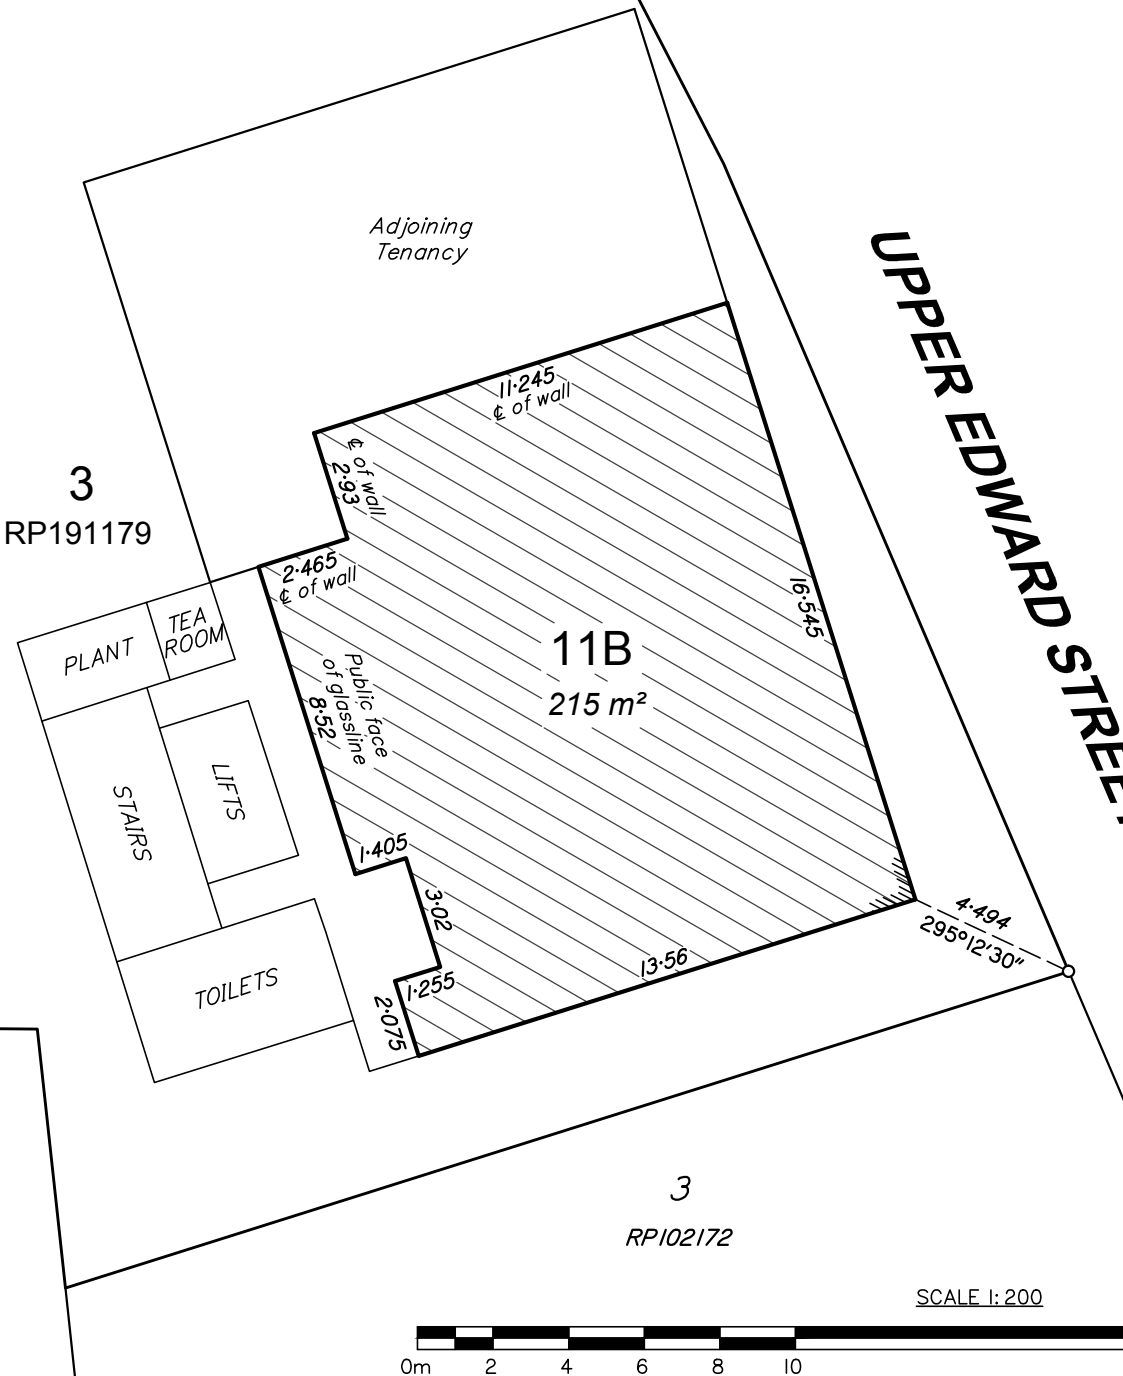 Adjoining
Tenancy
UPPER EDWARD STREET
11·245
℄ of wall
℄ of wall
2·93
3
RP191179
2·465
℄ of wall
TEA
ROOM
PLANT
16·545
11B
215 m²
Public face
of glassline
8·52
LIFTS
STAIRS
1·405
3·02
4·494
295°12'30"
13·56
TOILETS
1·255
2·075
3
RP102172
SCALE 1: 200
0m 2 4 6 8 10